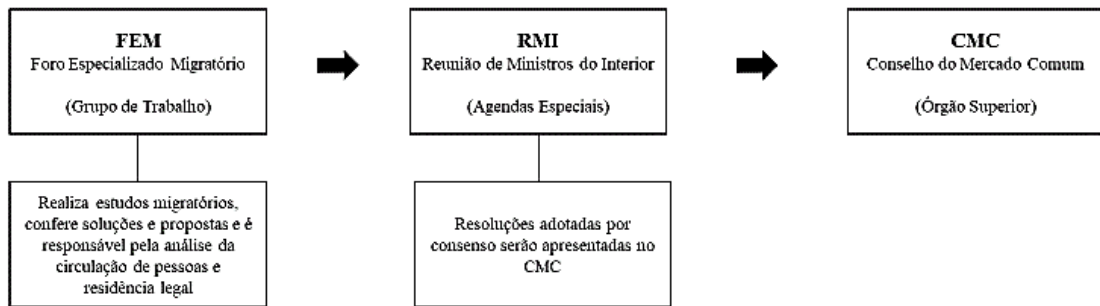 FEM
Foro Especializado Migratório
(Grupo de Trabalho)
RMI
Reunião de Ministros do Interior
(Agendas Especiais)
CMC
Conselho do Mercado Comum
(Órgão Superior)
Realiza estudos migratórios,
confere soluções e propostas e é
responsável pela análise da
circulação de pessoas e
residência legal
Resoluções adotadas por
consenso serão apresentadas no
CMC